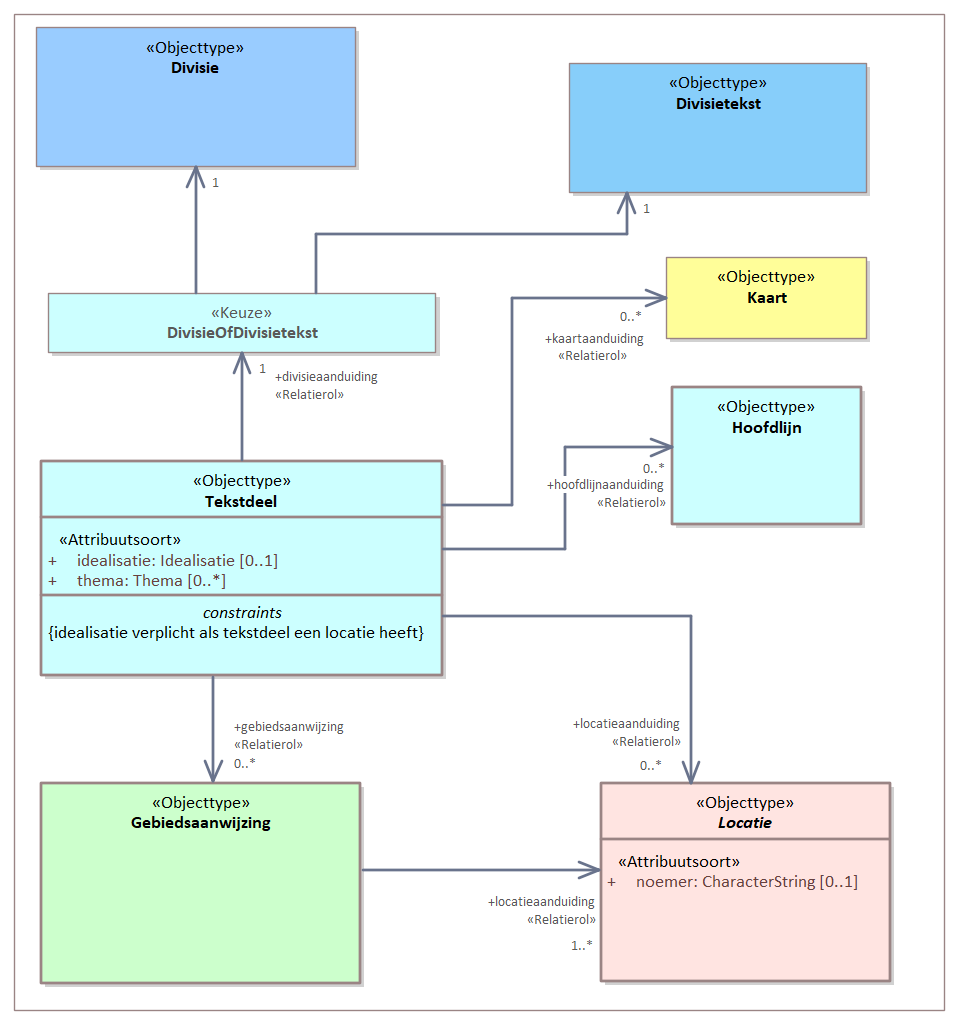 «Objecttype»
Divisie
«Objecttype»
Divisietekst
1
1
«Keuze»
DivisieOfDivisietekst
«Objecttype»
Kaart
0..*
+kaartaanduiding
«Relatierol»
1
+divisieaanduiding
«Relatierol»
«Objecttype»
Hoofdlijn
0..*
+hoofdlijnaanduiding
«Relatierol»
«Objecttype»
Tekstdeel
«Attribuutsoort»
+ idealisatie: Idealisatie [0..1]
+ thema: Thema [0..*]
constraints
{idealisatie verplicht als tekstdeel een locatie heeft}
+gebiedsaanwijzing
«Relatierol»
0..*
+locatieaanduiding
«Relatierol»
0..*
«Objecttype»
Gebiedsaanwijzing
«Objecttype»
Locatie
«Attribuutsoort»
+ noemer: CharacterString [0..1]
+locatieaanduiding
«Relatierol»
1..*